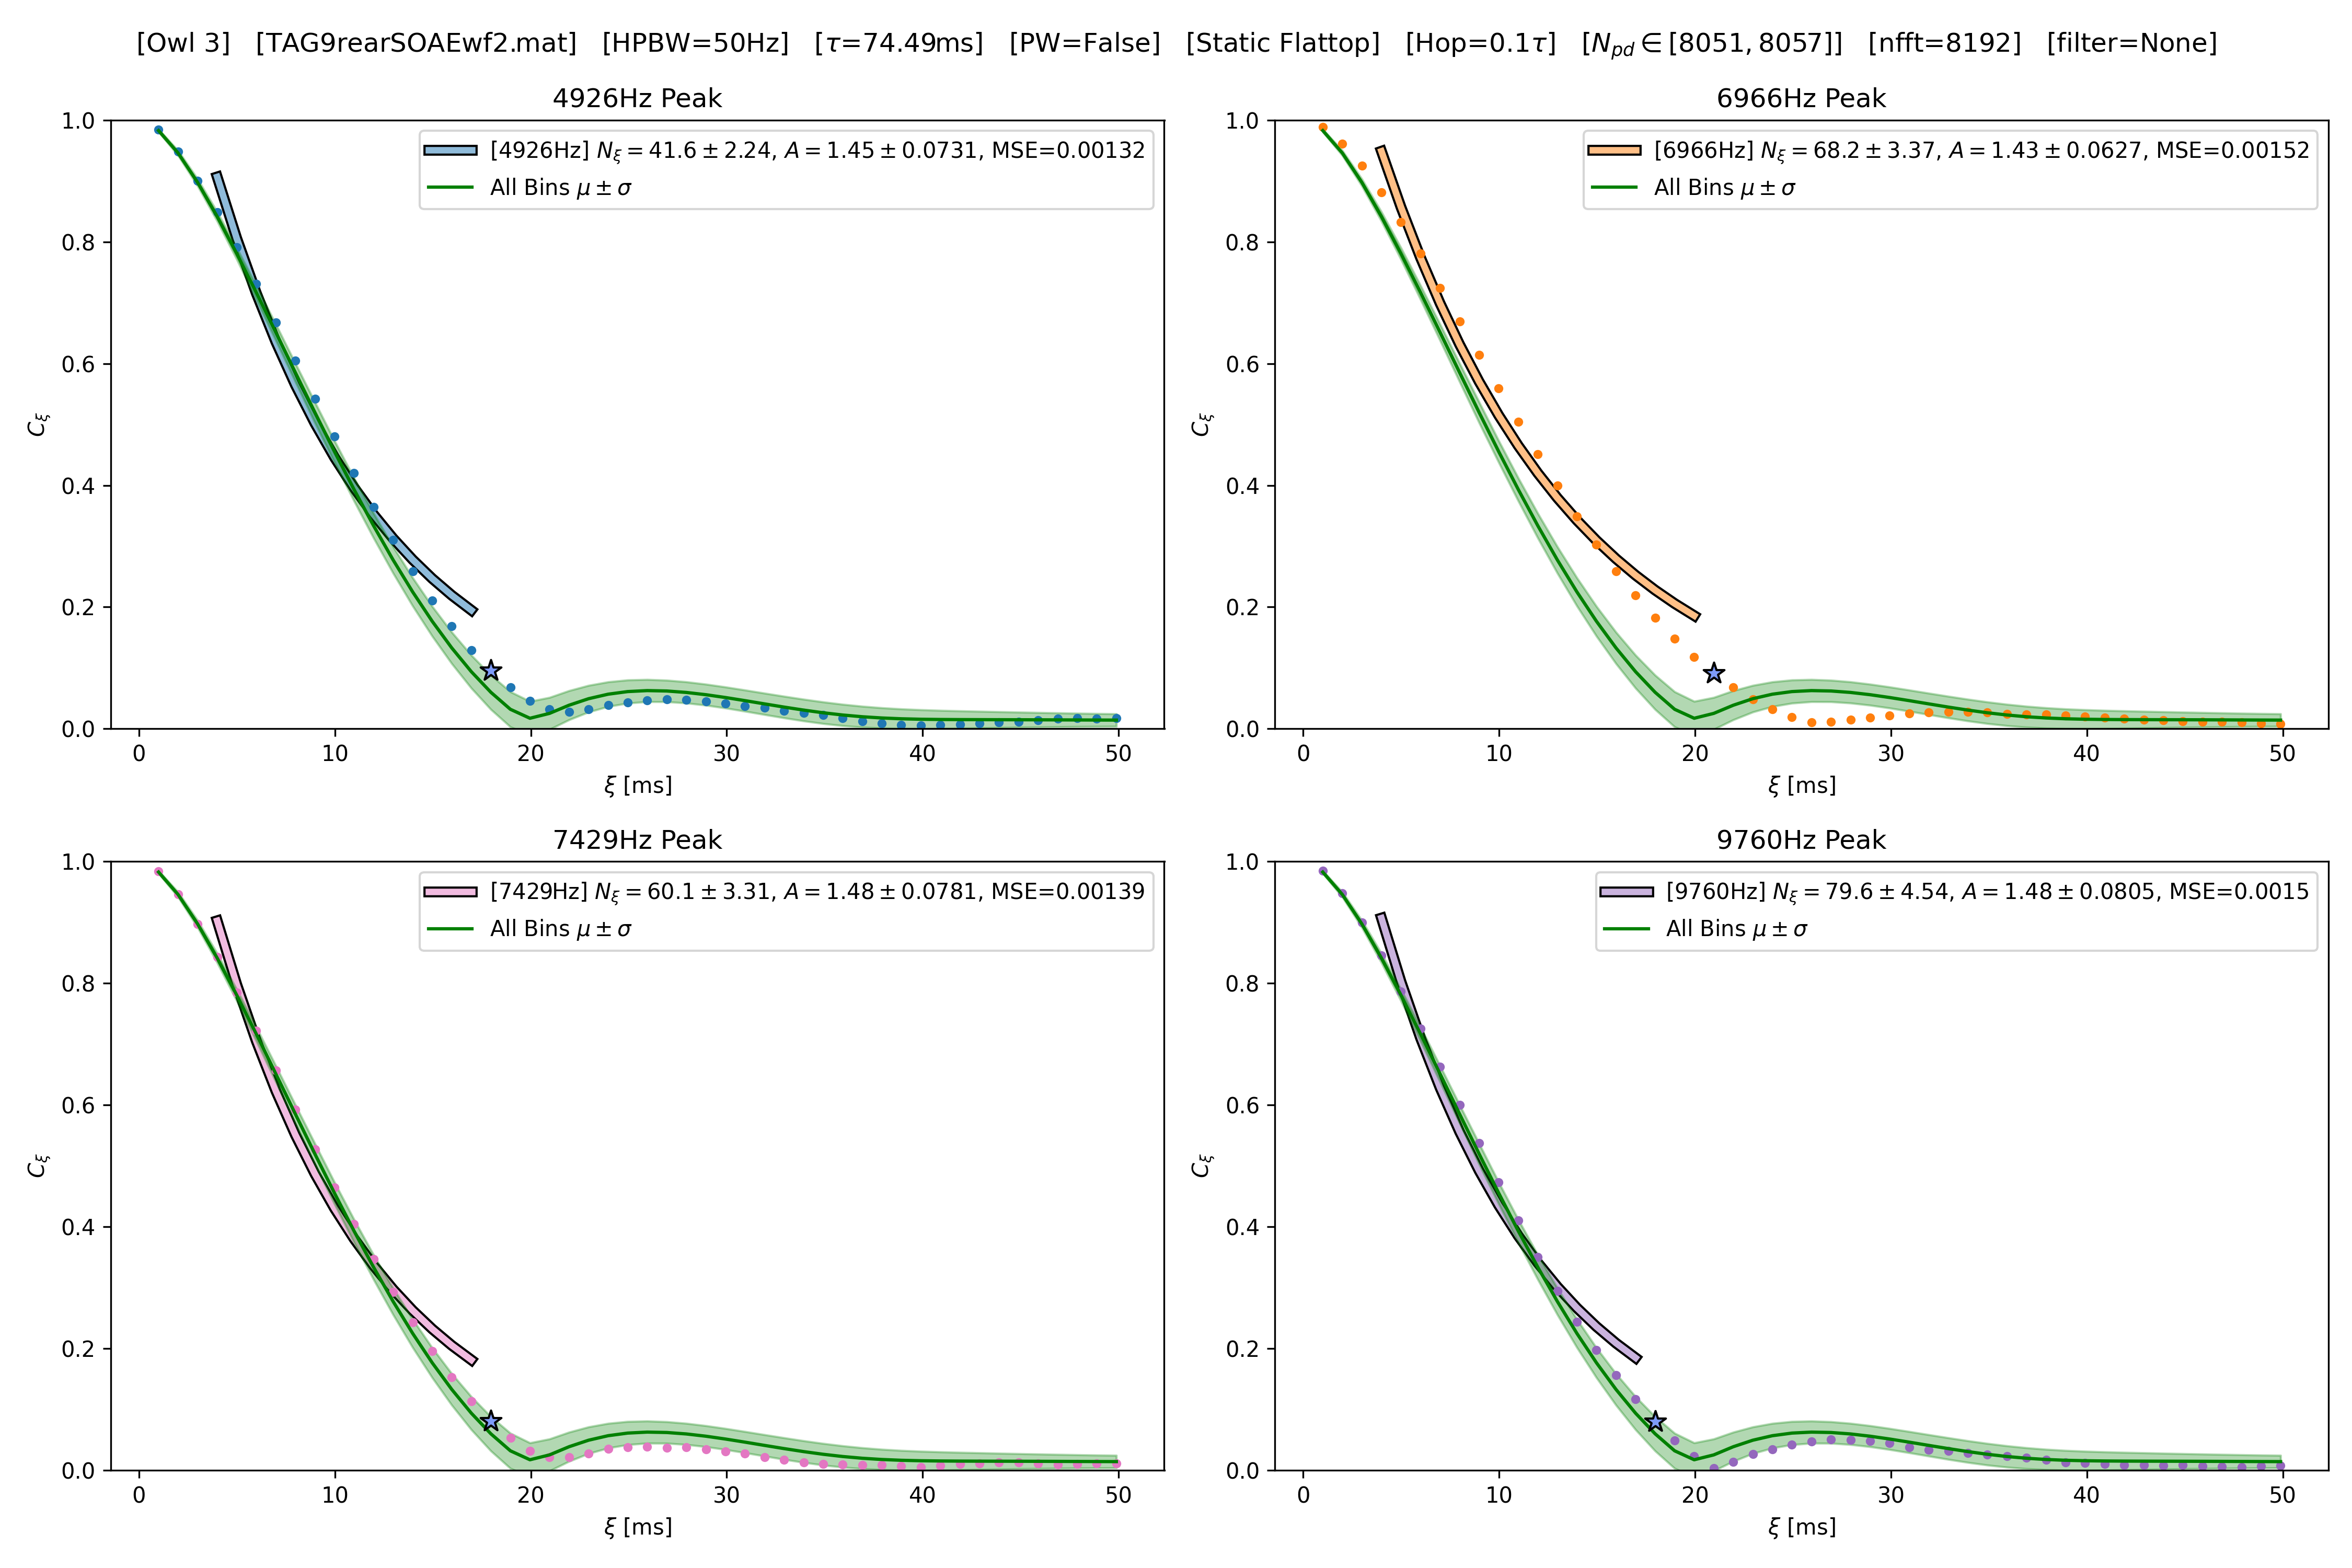 [Owl 3] [TAG9rearSOAEwf2.mat] [HPBW=50Hz] [τ=74.49ms] [PW=False] [Static Flattop] [Hop=0.1τ] [N_pd ∈ [8051, 8057]] [nfft=8192] [filter=None]
4926Hz Peak
[4926Hz] N_ξ = 41.6 ± 2.24, A = 1.45 ± 0.0731, MSE=0.00132
All Bins μ ± σ
1.0
0.8
0.6
0.4
0.2
0.0
C_ξ
0 10 20 30 40 50
ξ [ms]
6966Hz Peak
[6966Hz] N_ξ = 68.2 ± 3.37, A = 1.43 ± 0.0627, MSE=0.00152
All Bins μ ± σ
1.0
0.8
0.6
0.4
0.2
0.0
C_ξ
0 10 20 30 40 50
ξ [ms]
7429Hz Peak
[7429Hz] N_ξ = 60.1 ± 3.31, A = 1.48 ± 0.0781, MSE=0.00139
All Bins μ ± σ
1.0
0.8
0.6
0.4
0.2
0.0
C_ξ
0 10 20 30 40 50
ξ [ms]
9760Hz Peak
[9760Hz] N_ξ = 79.6 ± 4.54, A = 1.48 ± 0.0805, MSE=0.0015
All Bins μ ± σ
1.0
0.8
0.6
0.4
0.2
0.0
C_ξ
0 10 20 30 40 50
ξ [ms]